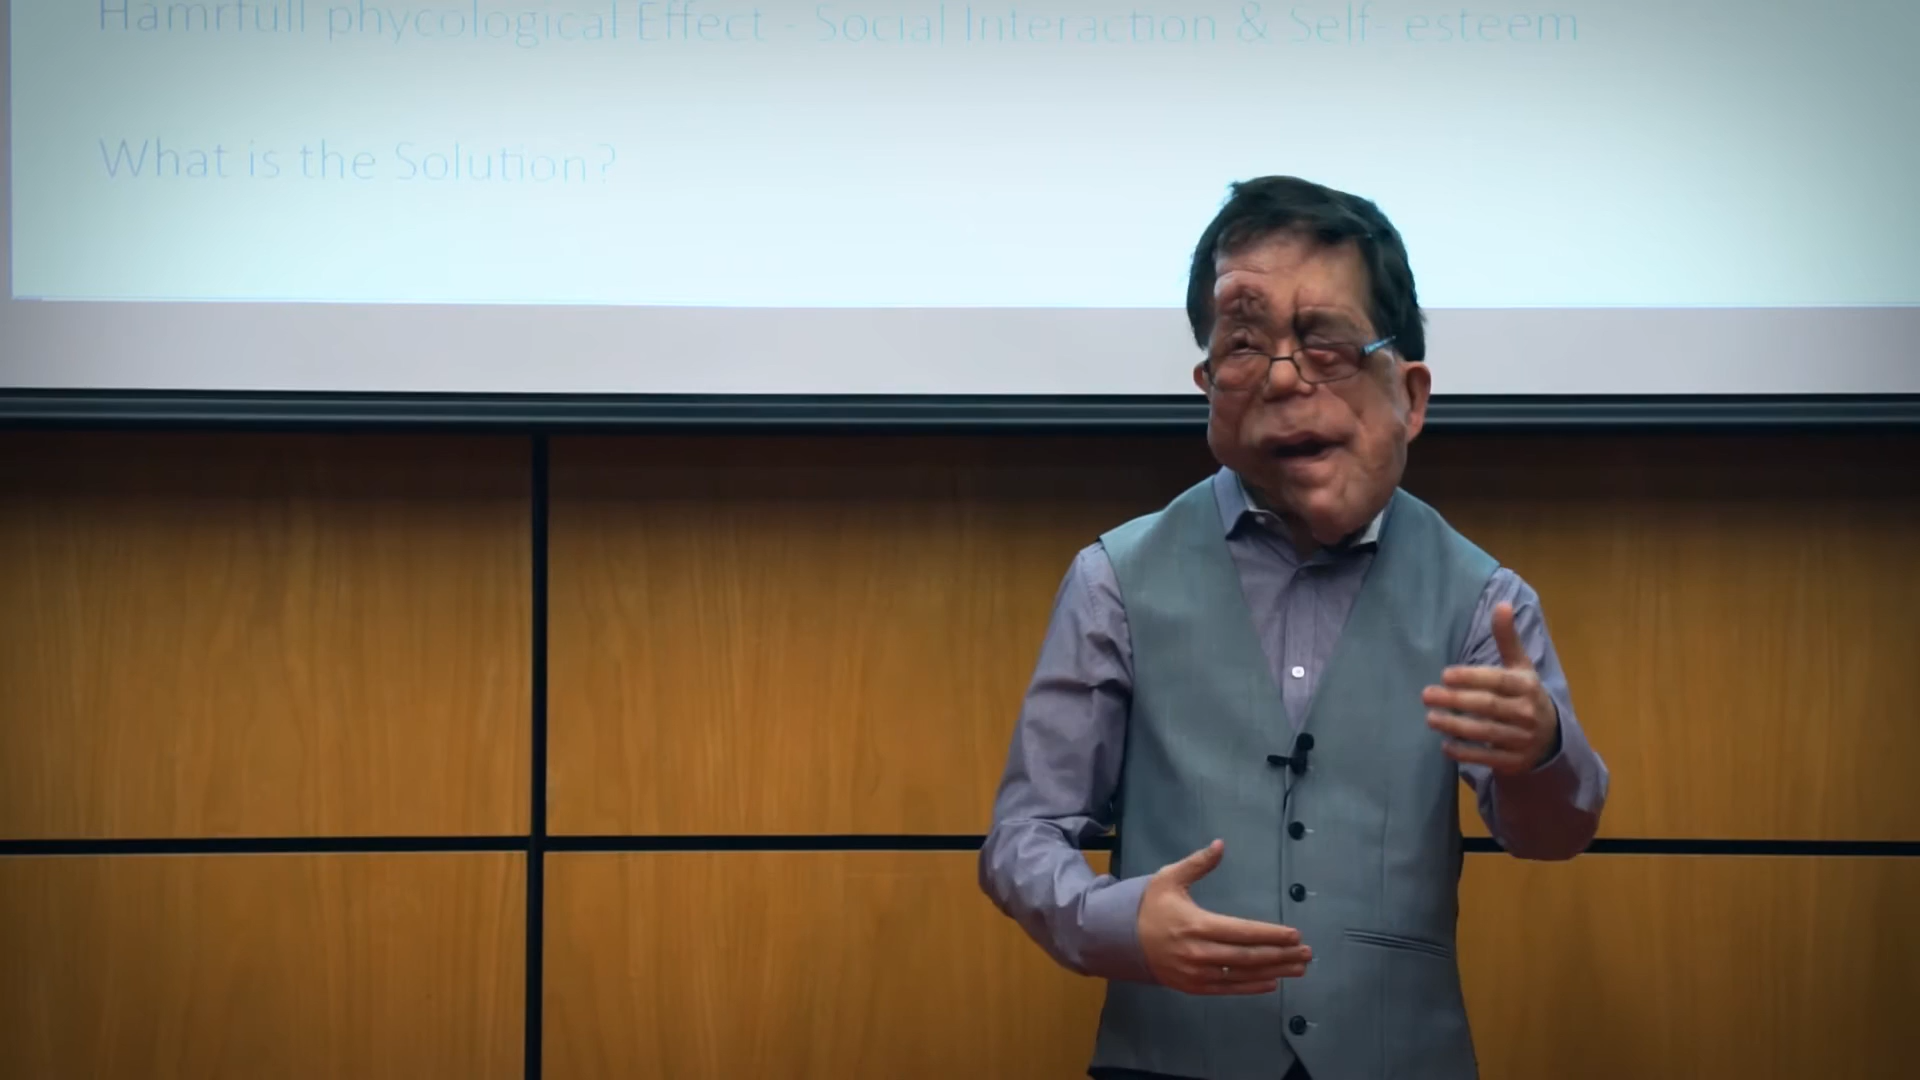 Hamrfull phycological Effect - Social Interaction & Self- esteem
What is the Solution?